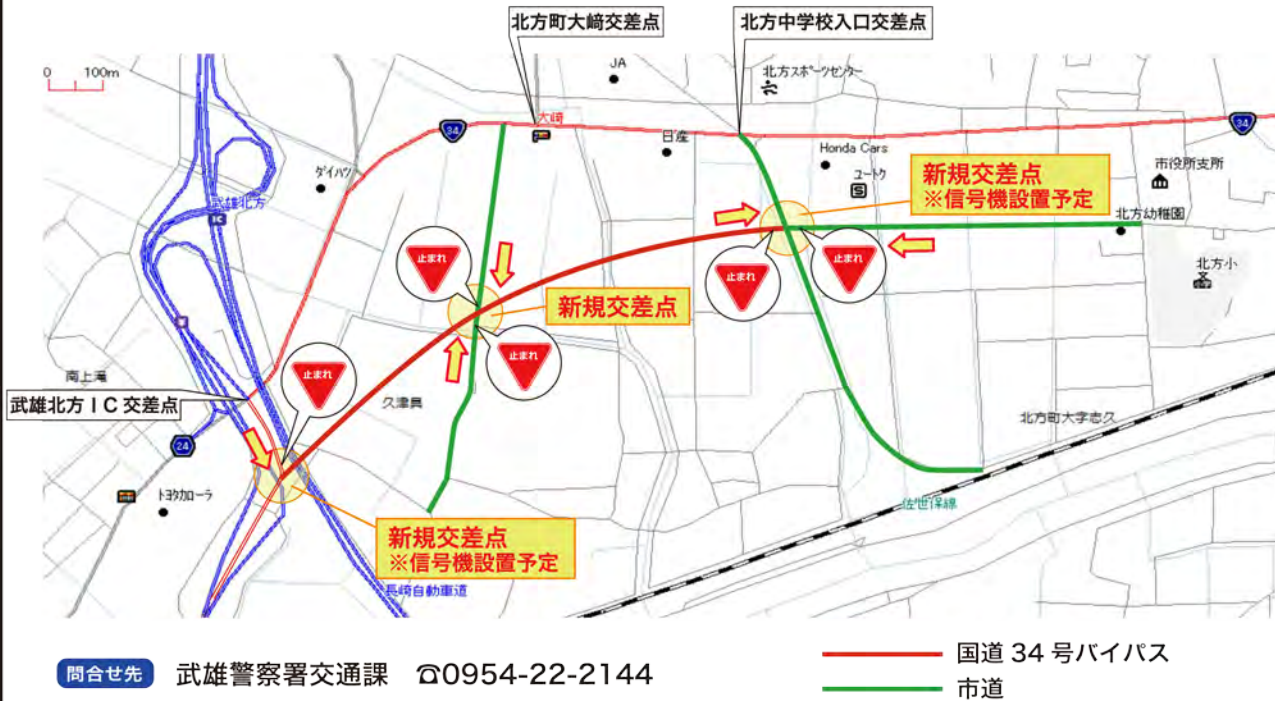 北方町大﨑交差点
北方中学校入口交差点
0 100m
JA
北方スポーツセンター
34
大崎
日産
Honda Cars
ユートク
S
34
ダイハツ
市役所支所
新規交差点
※信号機設置予定
武雄北方
IC
北方幼稚園
止まれ
止まれ
止まれ
北方小
新規交差点
止まれ
止まれ
南上滝
武雄北方ＩＣ交差点
久津具
北方町大字志久
24
トヨタカローラ
佐世保線
新規交差点
※信号機設置予定
長崎自動車道
問合せ先 武雄警察署交通課 ☎0954-22-2144
国道34号バイパス
市道